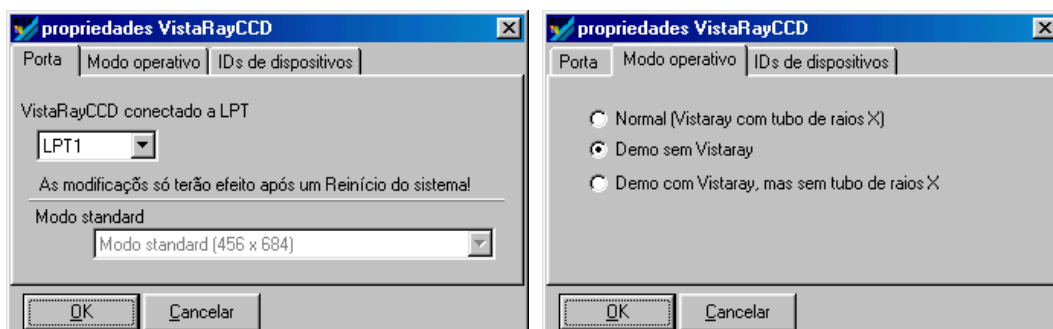 propriedades VistaRayCCD
Porta Modo operativo IDs de dispositivos
VistaRayCCD conectado a LPT
LPT1
As modificaçõs só terão efeito após um Reinício do sistema!
Modo standard
Modo standard (456 x 684)
OK Cancelar
propriedades VistaRayCCD
Porta Modo operativo IDs de dispositivos
Normal (Vistaray com tubo de raios X)
Demo sem Vistaray
Demo com Vistaray, mas sem tubo de raios X
OK Cancelar